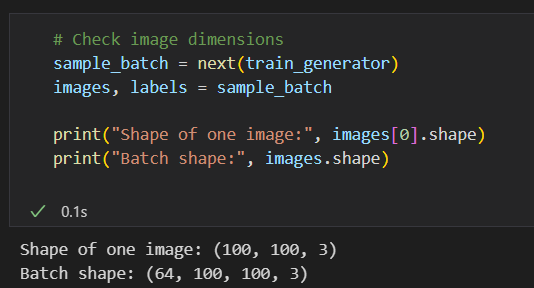 # Check image dimensions
sample_batch = next(train_generator)
images, labels = sample_batch
print("Shape of one image:", images[0].shape)
print("Batch shape:", images.shape)
✓ 0.1s
Shape of one image: (100, 100, 3)
Batch shape: (64, 100, 100, 3)